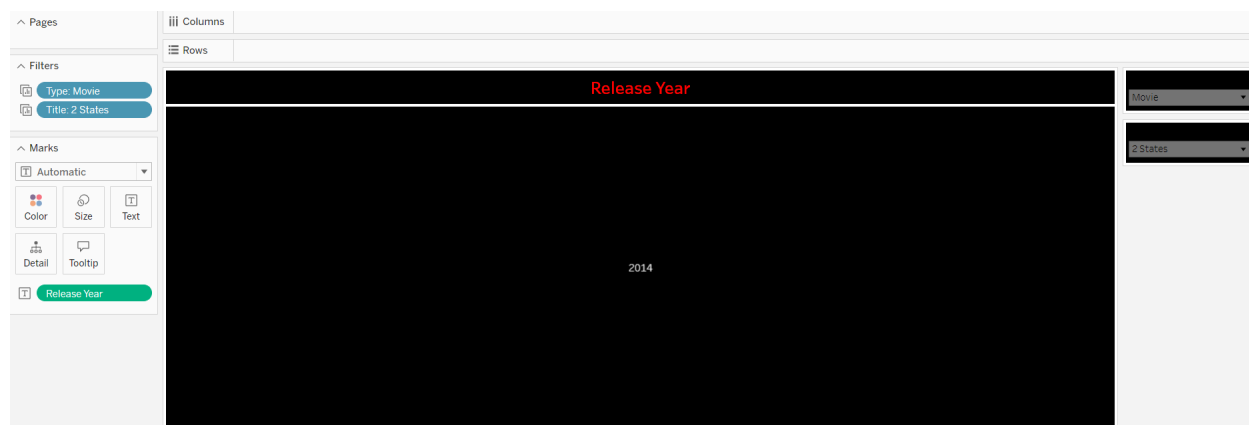 Pages
Columns
Rows
Filters
Type: Movie
Title: 2 States
Marks
Automatic
Color
Size
Text
Detail
Tooltip
Release Year
Release Year
2014
Movie
2 States